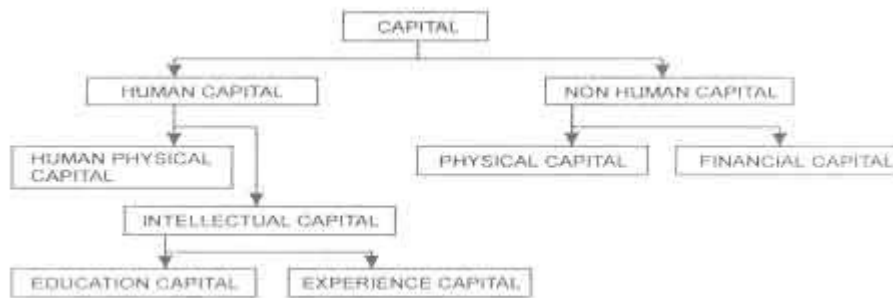 CAPITAL
HUMAN CAPITAL
NON HUMAN CAPITAL
HUMAN PHYSICAL
CAPITAL
PHYSICAL CAPITAL
FINANCIAL CAPITAL
INTELLECTUAL CAPITAL
EDUCATION CAPITAL
EXPERIENCE CAPITAL